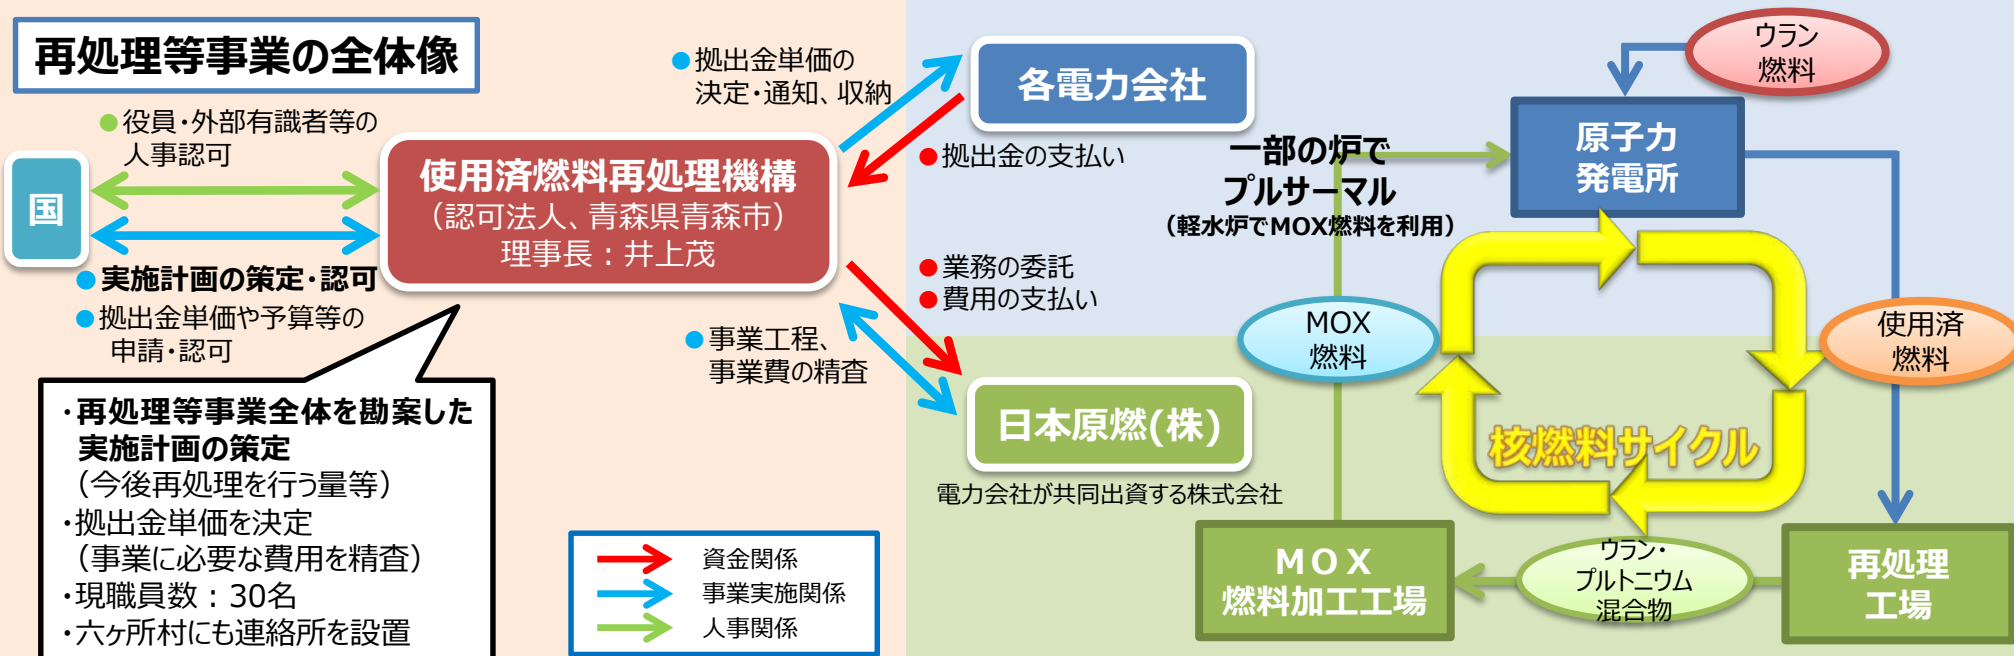 再処理等事業の全体像
●役員・外部有識者等の
人事認可
国
●実施計画の策定・認可
●拠出金単価や予算等の
申請・認可
使用済燃料再処理機構
（認可法人、青森県青森市）
理事長：井上茂
・再処理等事業全体を勘案した
実施計画の策定
（今後再処理を行う量等）
・拠出金単価を決定
（事業に必要な費用を精査）
・現職員数：30名
・六ヶ所村にも連絡所を設置
●拠出金単価の
決定・通知、収納
●拠出金の支払い
●業務の委託
●費用の支払い
●事業工程、
事業費の精査
資金関係
事業実施関係
人事関係
各電力会社
日本原燃(株)
電力会社が共同出資する株式会社
ウラン
燃料
原子力
発電所
一部の炉で
プルサーマル
（軽水炉でMOX燃料を利用）
MOX
燃料
使用済
燃料
核燃料サイクル
ＭＯＸ
燃料加工工場
ウラン・
プルトニウム
混合物
再処理
工場